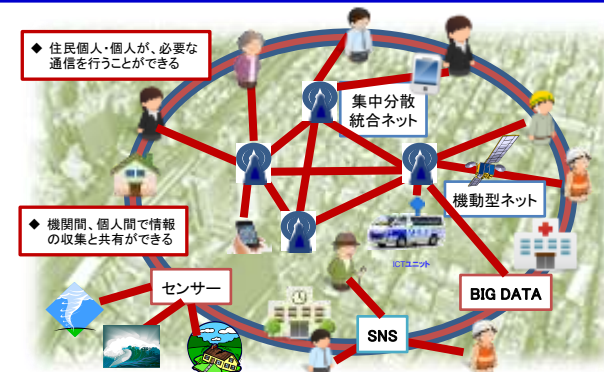 ◆ 住民個人・個人が、必要な
通信を行うことができる
集中分散
統合ネット
機動型ネット
◆ 機関間、個人間で情報
の収集と共有ができる
ICTユニット
センサー
BIG DATA
SNS